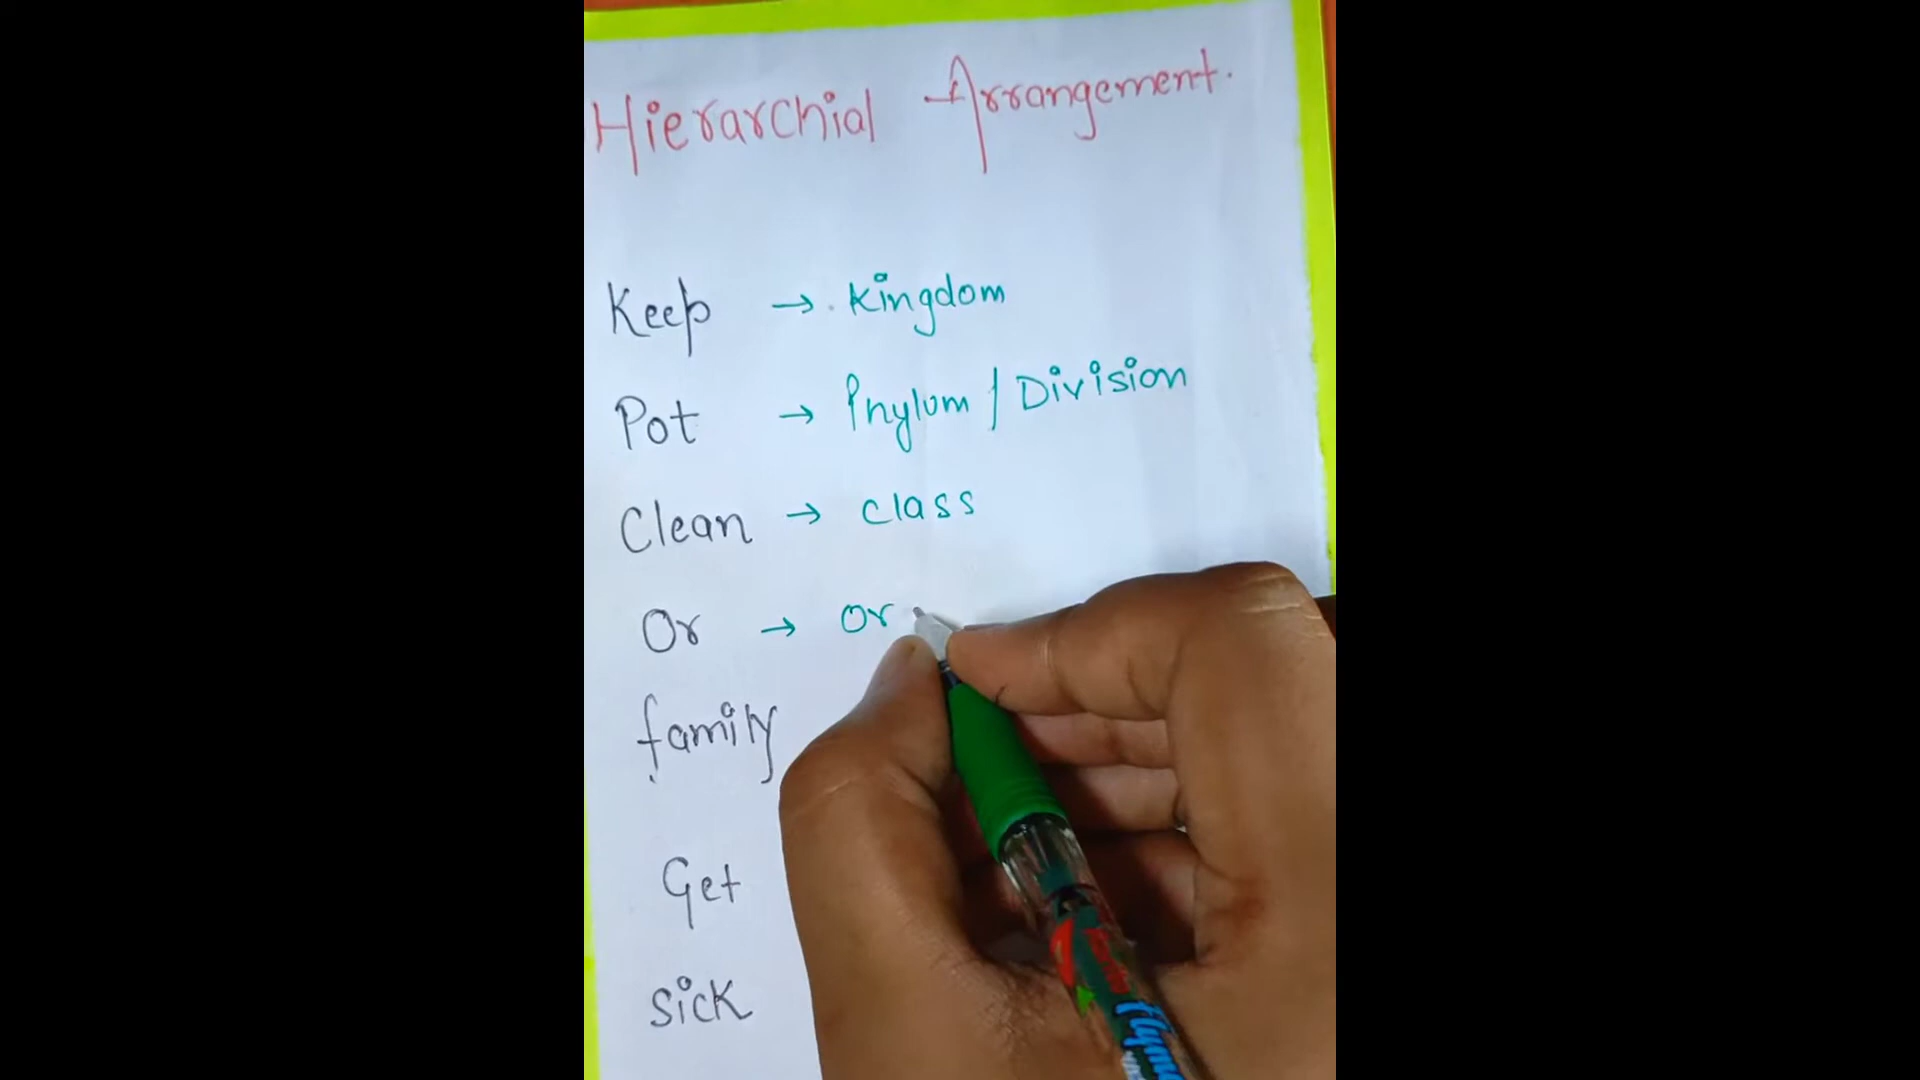 Hierarchial Arrangement.
Keep → Kingdom
Pot → Phylum / Division
Clean → class
Or → Or
family
Get
Sick